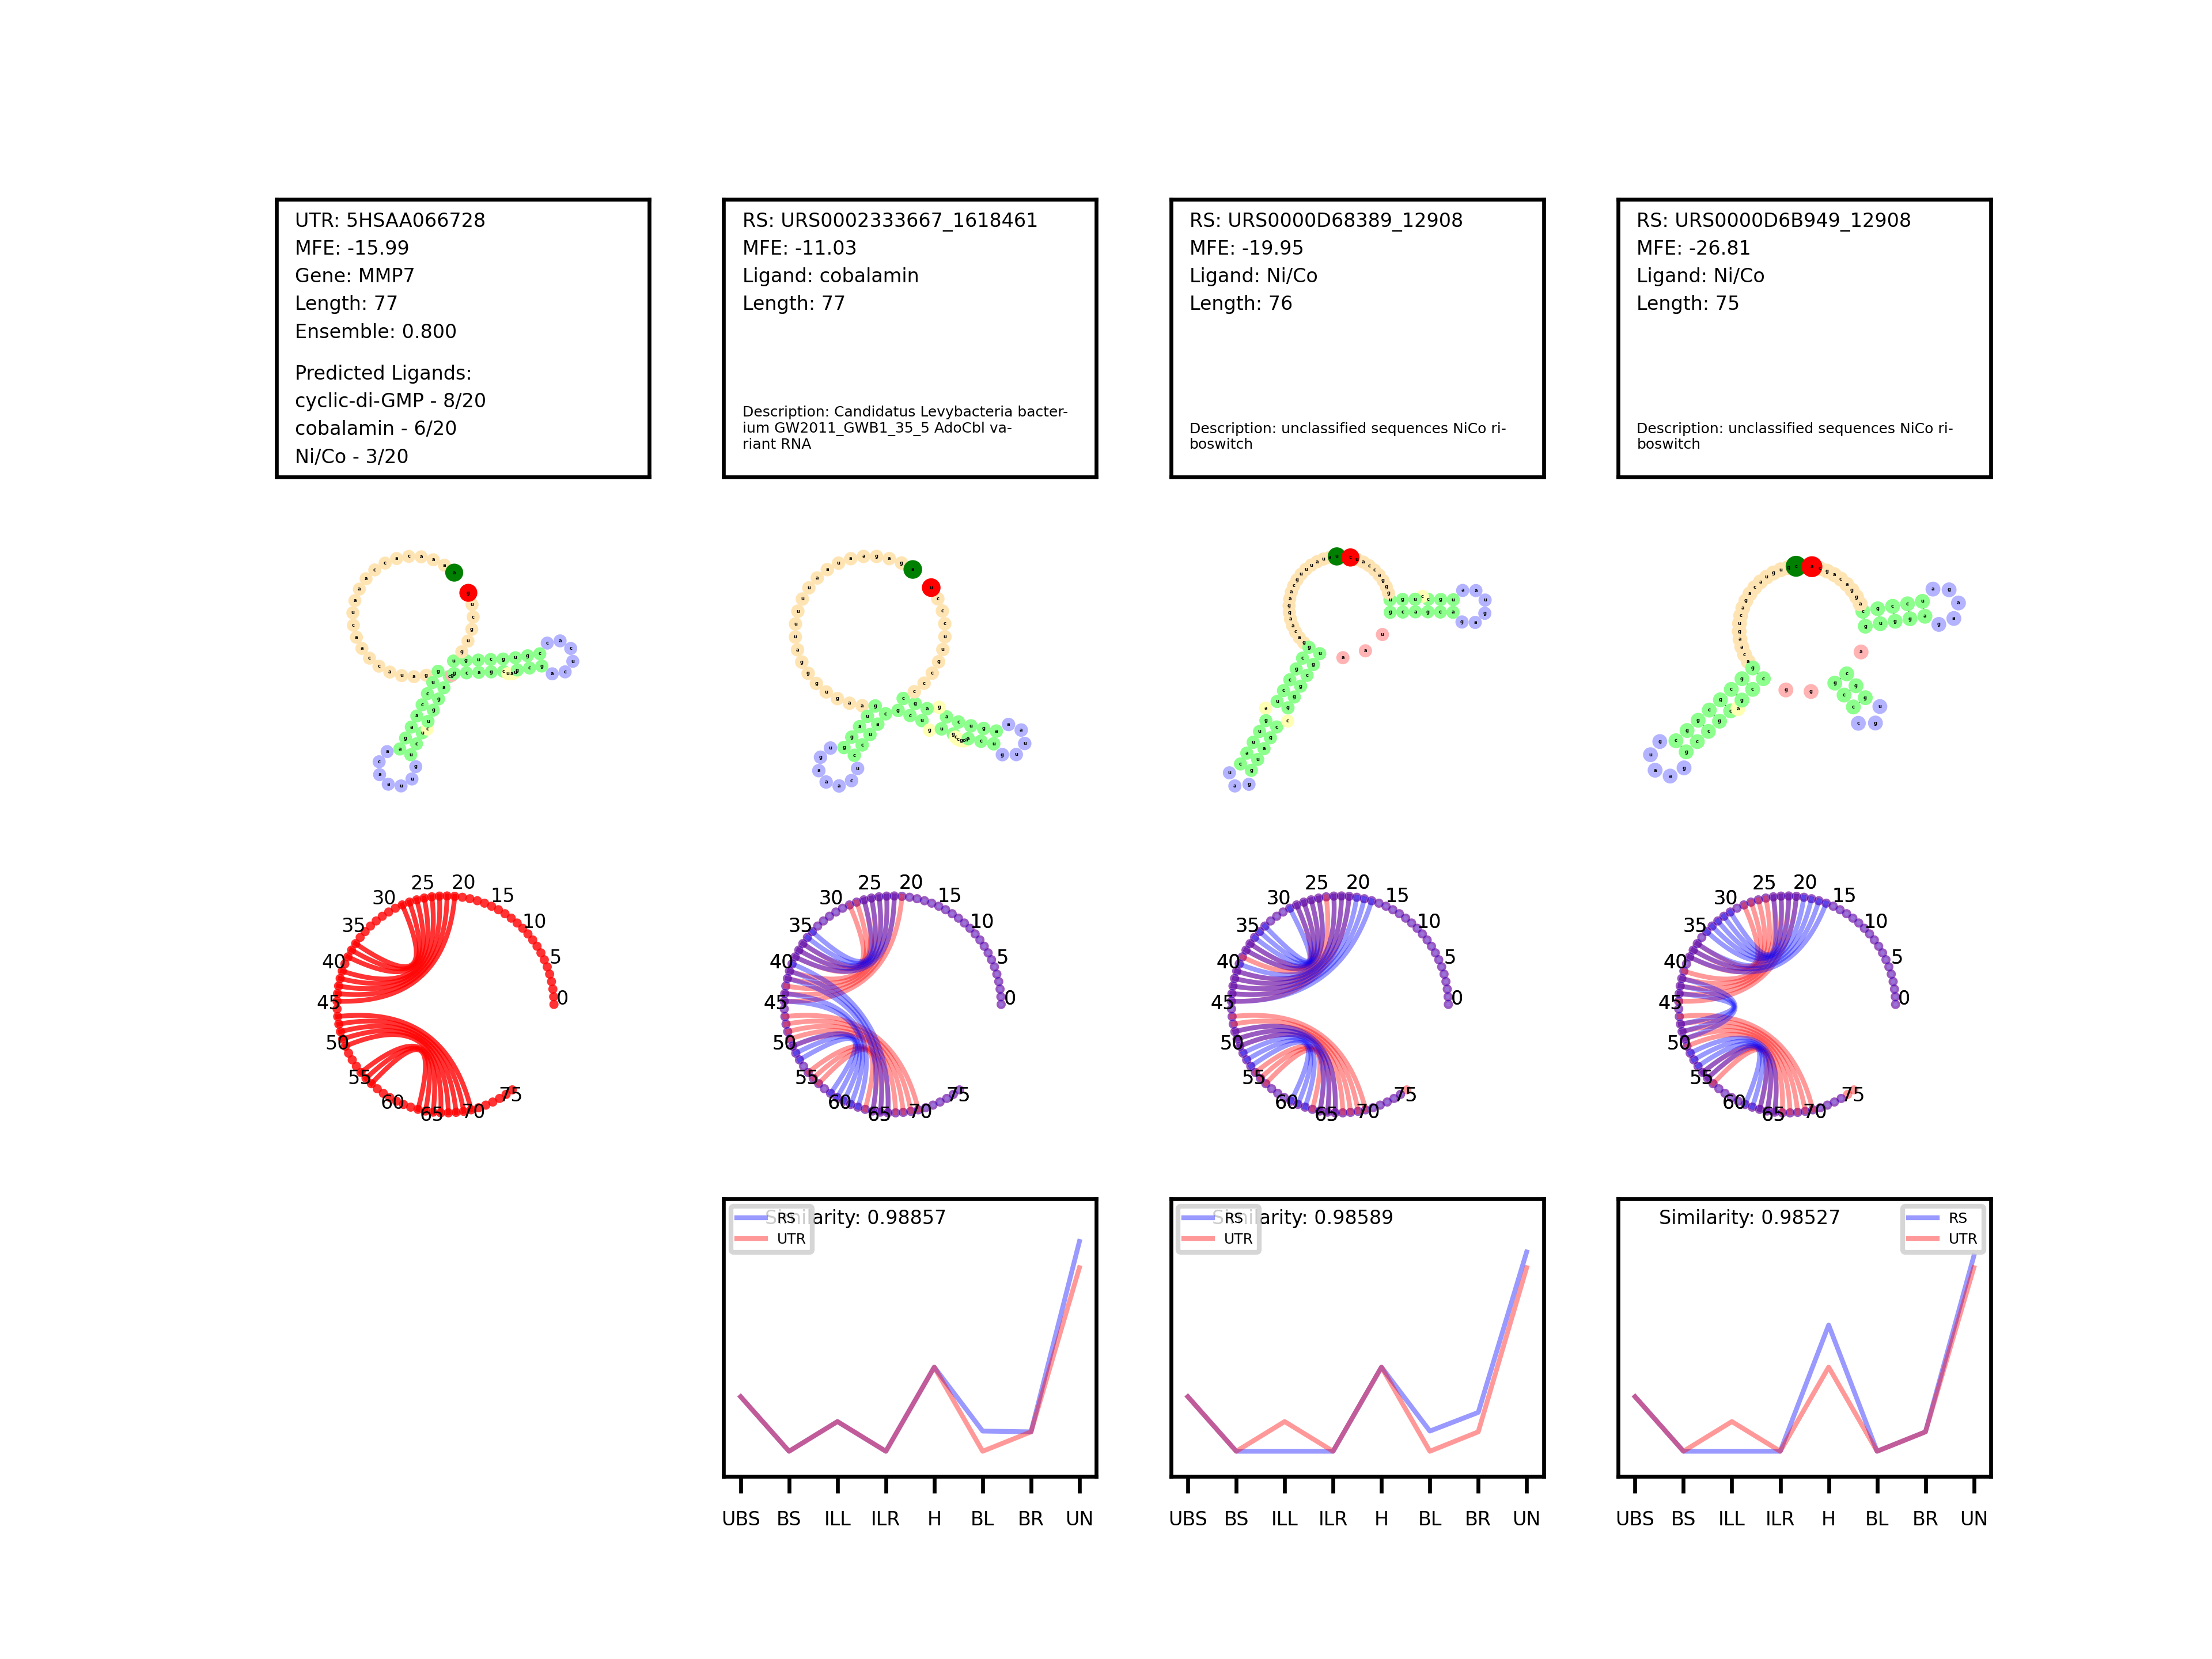 UTR: 5HSAA066728
MFE: -15.99
Gene: MMP7
Length: 77
Ensemble: 0.800
Predicted Ligands:
cyclic-di-GMP - 8/20
cobalamin - 6/20
Ni/Co - 3/20
RS: URS0002333667_1618461
MFE: -11.03
Ligand: cobalamin
Length: 77
Description: Candidatus Levybacteria bacter-
ium GW2011_GWB1_35_5 AdoCbl va-
riant RNA
RS: URS0000D68389_12908
MFE: -19.95
Ligand: Ni/Co
Length: 76
Description: unclassified sequences NiCo ri-
boswitch
RS: URS0000D6B949_12908
MFE: -26.81
Ligand: Ni/Co
Length: 75
Description: unclassified sequences NiCo ri-
boswitch
0 5 10 15 20 25 30 35 40 45 50 55 60 65 70 75
0 5 10 15 20 25 30 35 40 45 50 55 60 65 70 75
0 5 10 15 20 25 30 35 40 45 50 55 60 65 70 75
0 5 10 15 20 25 30 35 40 45 50 55 60 65 70 75
Similarity: 0.98857
RS
UTR
UBS BS ILL ILR H BL BR UN
Similarity: 0.98589
RS
UTR
UBS BS ILL ILR H BL BR UN
Similarity: 0.98527
RS
UTR
UBS BS ILL ILR H BL BR UN